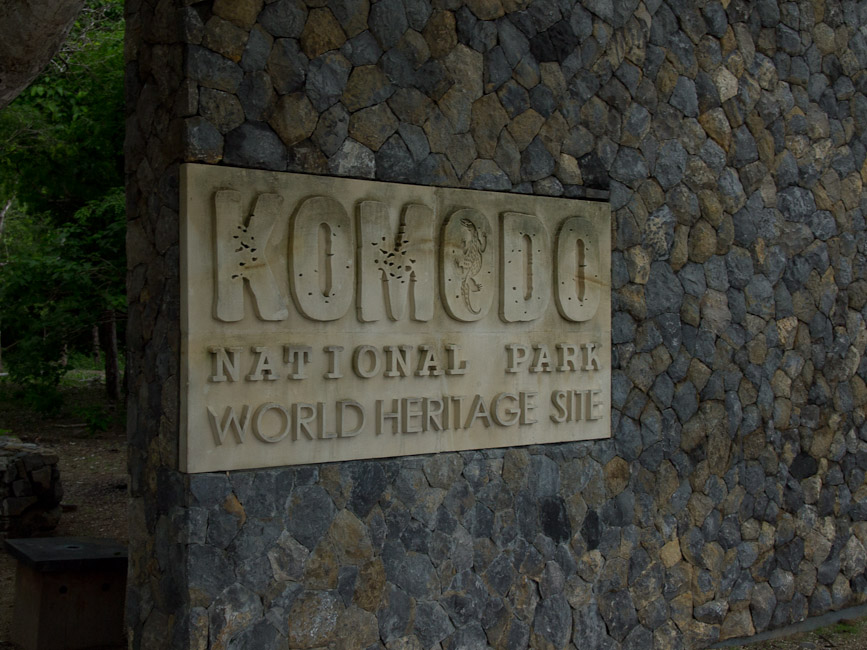 KOMODO
NATIONAL PARK
WORLD HERITAGE SITE